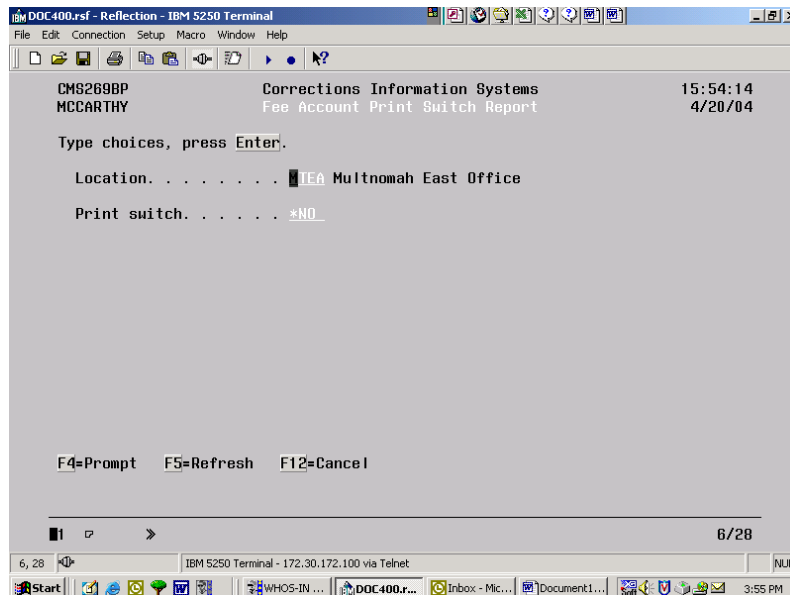 DOC400.rsf - Reflection - IBM 5250 Terminal
File Edit Connection Setup Macro Window Help
CMS269BP Corrections Information Systems 15:54:14
MCCARTHY Fee Account Print Switch Report 4/20/04
Type choices, press Enter.
Location. . . . . . . . MTEA Multnomah East Office
Print switch. . . . . . *NO
F4=Prompt F5=Refresh F12=Cancel
1 6/28
6, 28 IBM 5250 Terminal - 172.30.172.100 via Telnet NU
Start WHOS-IN ... DOC400.r... Inbox - Mic... Document1... 3:55 PM